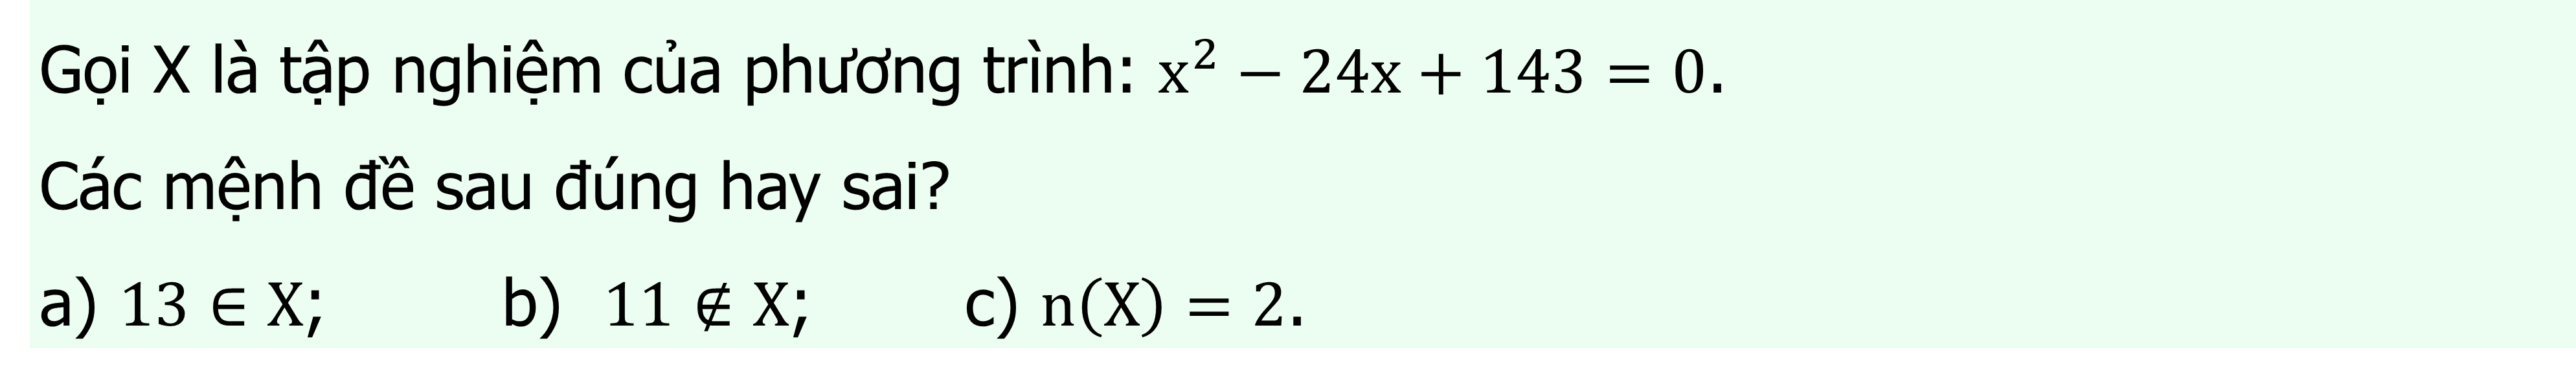 Gọi X là tập nghiệm của phương trình: x² − 24x + 143 = 0.
Các mệnh đề sau đúng hay sai?
a) 13 ∈ X; b) 11 ∉ X; c) n(X) = 2.